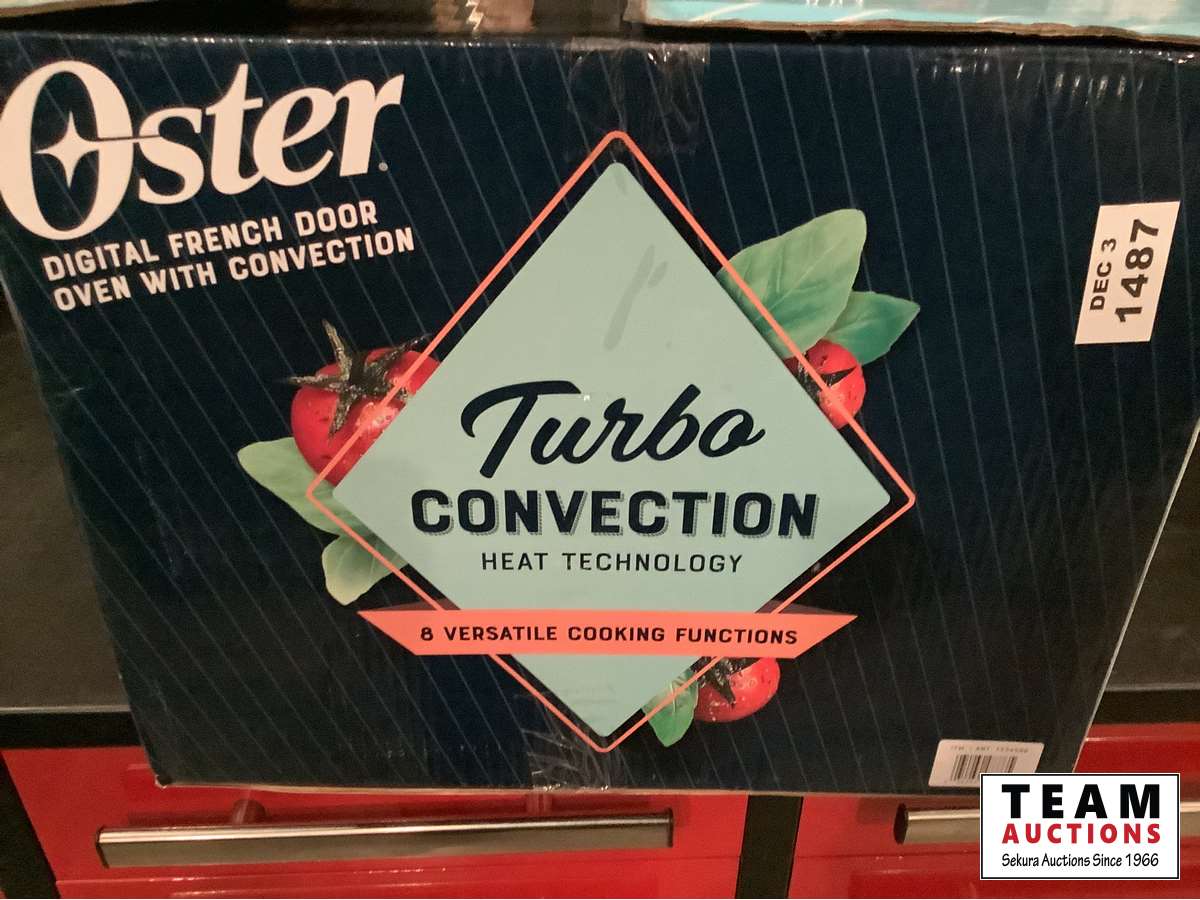 Oster
DIGITAL FRENCH DOOR
OVEN WITH CONVECTION
DEC 3
1487
Turbo
CONVECTION
HEAT TECHNOLOGY
8 VERSATILE COOKING FUNCTIONS
TEAM
AUCTIONS
Sekura Auctions Since 1966